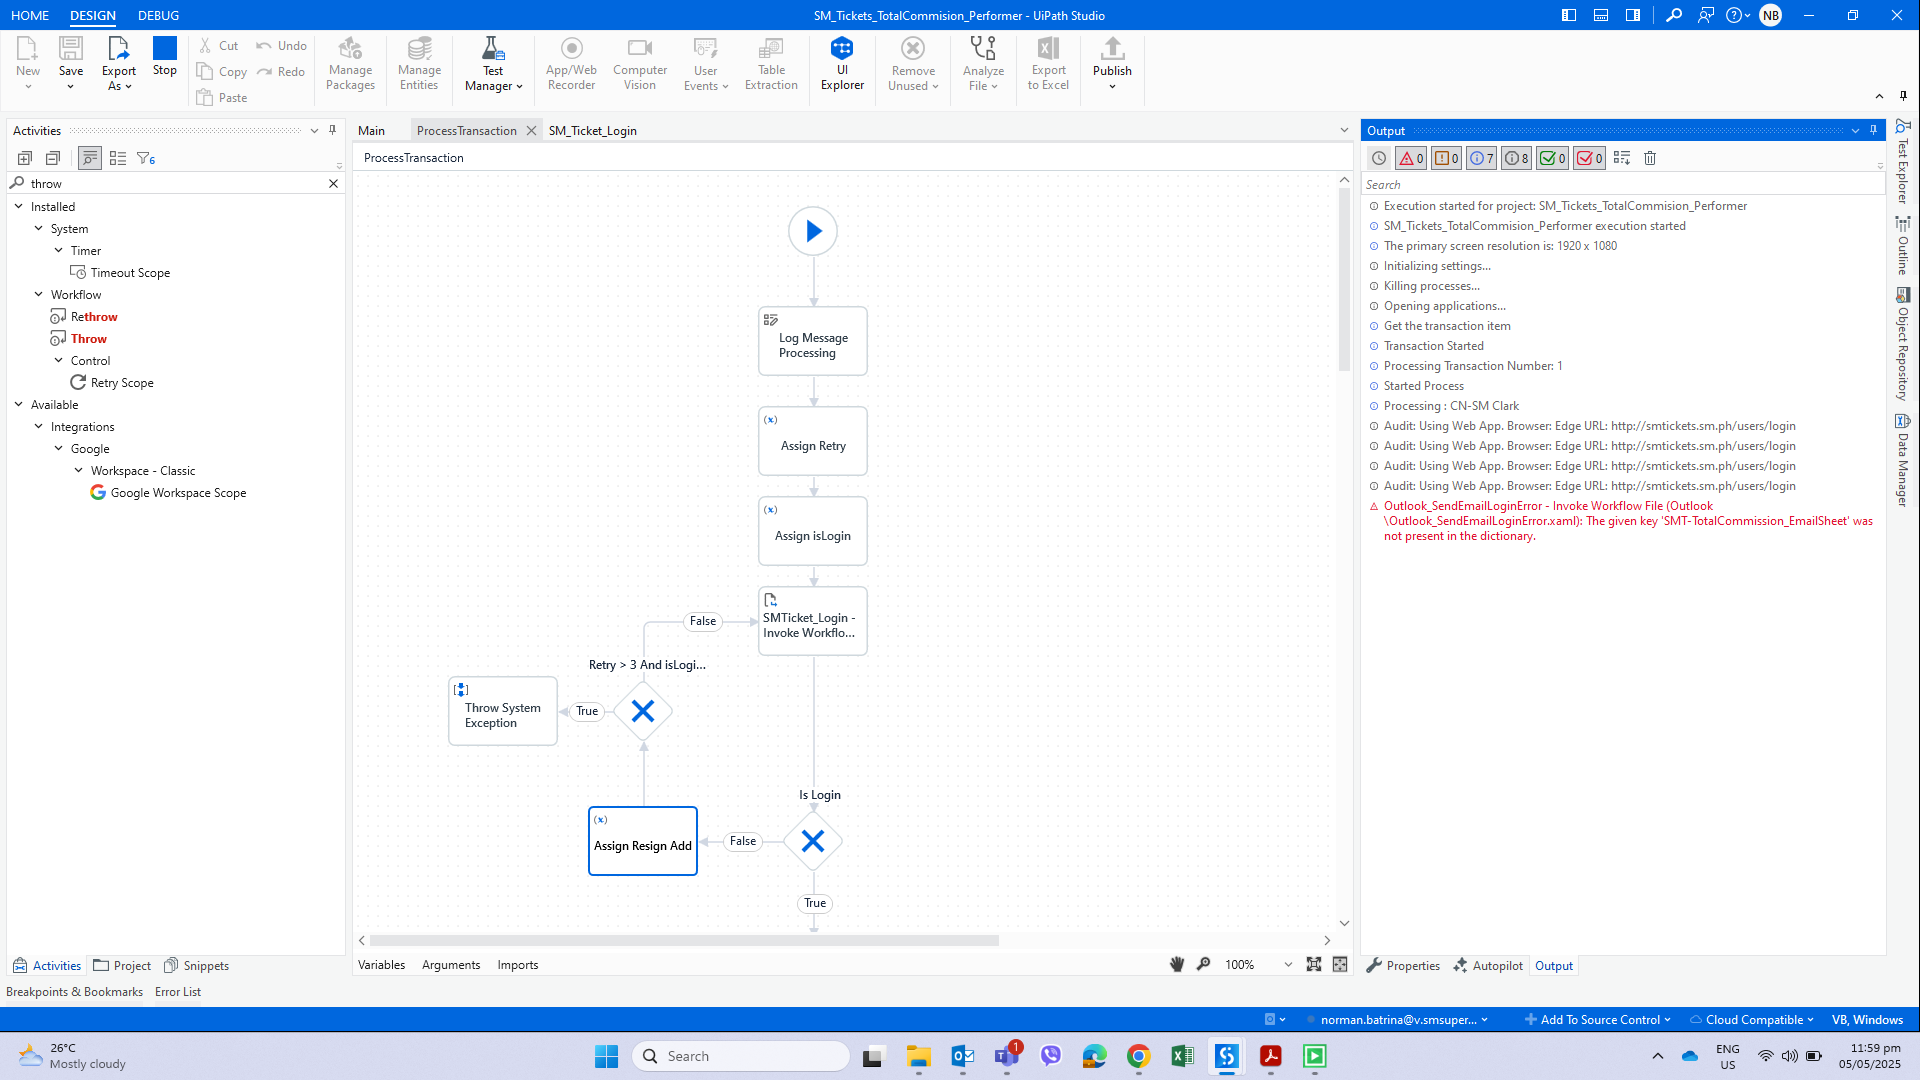 HOME
DESIGN
DEBUG
SM_Tickets_TotalCommision_Performer - UiPath Studio
NB
New
Save
Export
As
Stop
Cut
Copy
Paste
Undo
Redo
Manage
Packages
Manage
Entities
Test
Manager
App/Web
Recorder
Computer
Vision
User
Events
Table
Extraction
UI
Explorer
Remove
Unused
Analyze
File
Export
to Excel
Publish
Activities
6
throw
Installed
System
Timer
Timeout Scope
Workflow
Rethrow
Throw
Control
Retry Scope
Available
Integrations
Google
Workspace - Classic
Google Workspace Scope
Activities
Project
Snippets
Main
ProcessTransaction
SM_Ticket_Login
ProcessTransaction
Log Message
Processing
Assign Retry
Assign isLogin
SMTicket_Login -
Invoke Workflo...
False
Retry > 3 And isLogi...
Throw System
Exception
True
Is Login
Assign Resign Add
False
True
Variables
Arguments
Imports
100%
Output
0
0
7
8
0
0
Search
Execution started for project: SM_Tickets_TotalCommision_Performer
SM_Tickets_TotalCommision_Performer execution started
The primary screen resolution is: 1920 x 1080
Initializing settings...
Killing processes...
Opening applications...
Get the transaction item
Transaction Started
Processing Transaction Number: 1
Started Process
Processing : CN-SM Clark
Audit: Using Web App. Browser: Edge URL: http://smtickets.sm.ph/users/login
Audit: Using Web App. Browser: Edge URL: http://smtickets.sm.ph/users/login
Audit: Using Web App. Browser: Edge URL: http://smtickets.sm.ph/users/login
Audit: Using Web App. Browser: Edge URL: http://smtickets.sm.ph/users/login
Outlook_SendEmailLoginError - Invoke Workflow File (Outlook
\Outlook_SendEmailLoginError.xaml): The given key 'SMT-TotalCommission_EmailSheet' was
not present in the dictionary.
Properties
Autopilot
Output
Test Explorer
Outline
Object Repository
Data Manager
Breakpoints & Bookmarks
Error List
norman.batrina@v.smsuper...
Add To Source Control
Cloud Compatible
VB, Windows
26°C
Mostly cloudy
Search
1
ENG
US
11:59 pm
05/05/2025